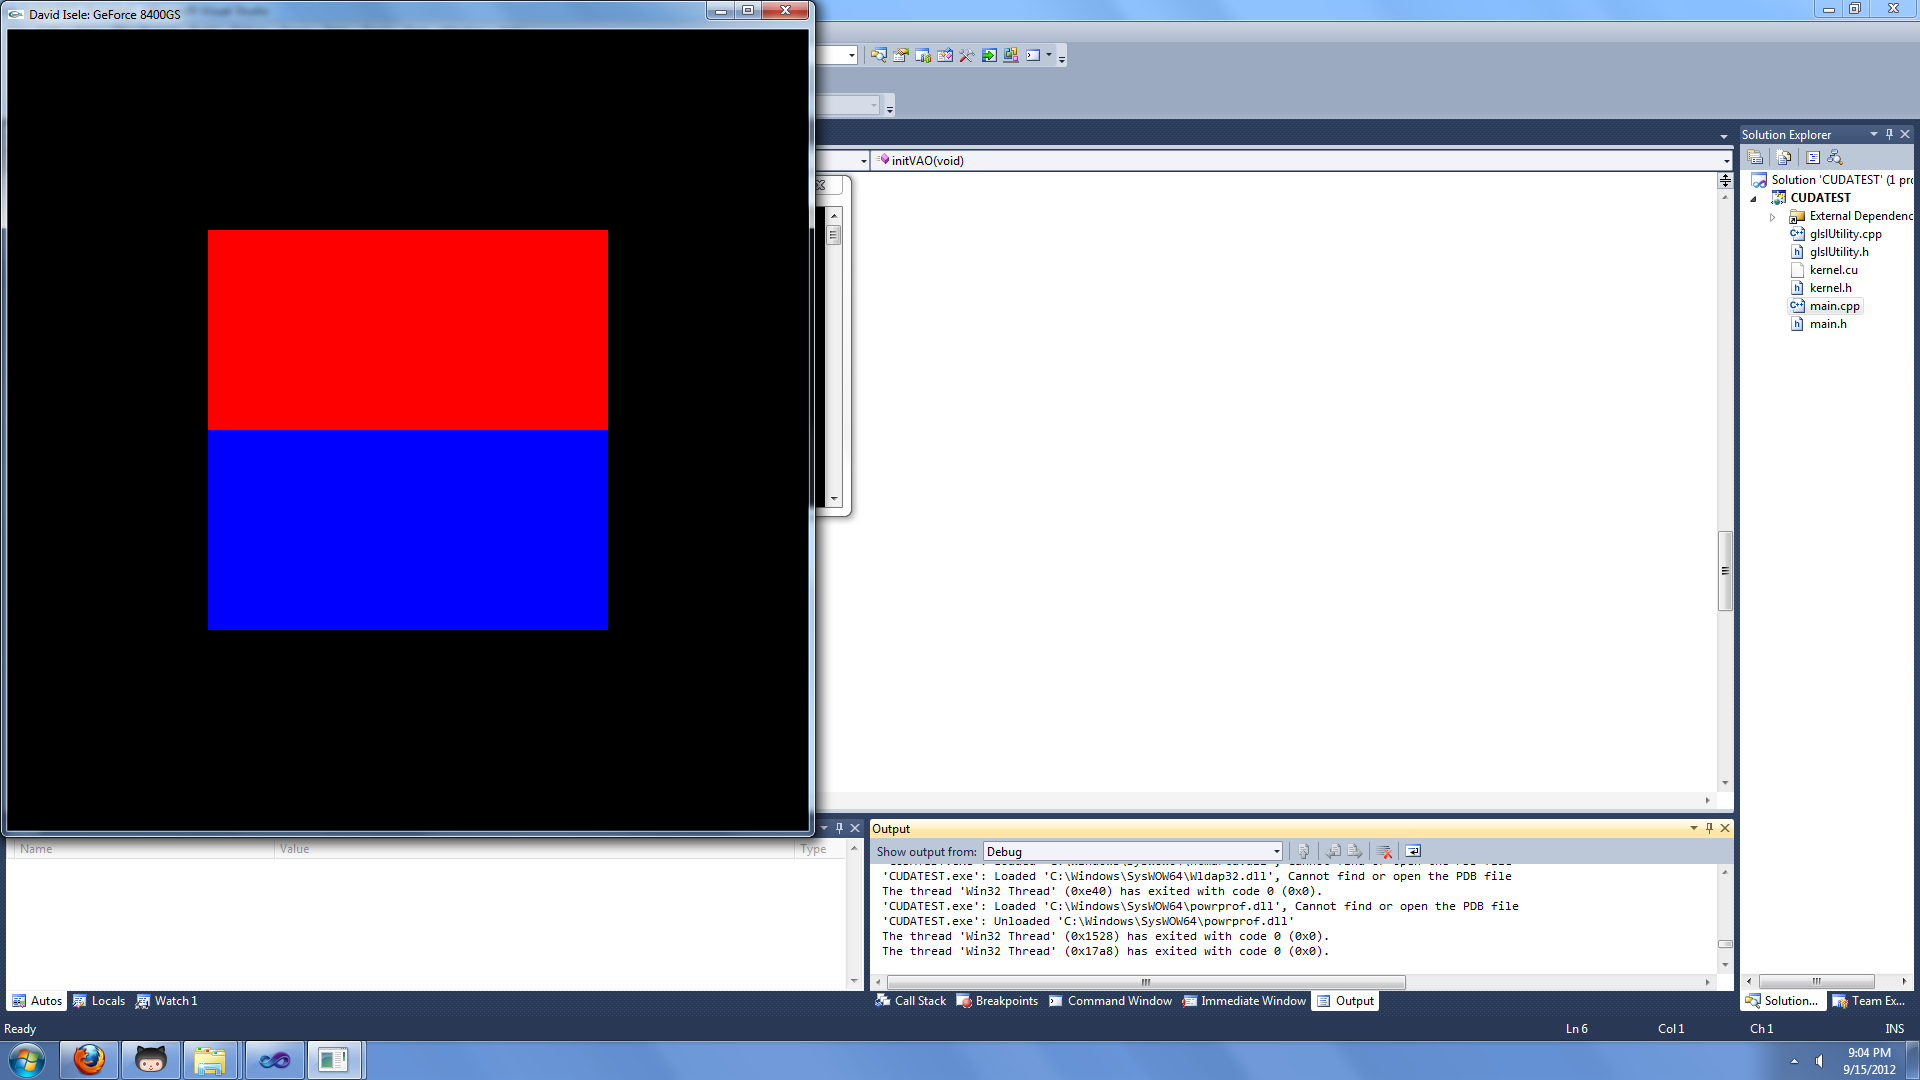 David Isele: GeForce 8400GS
initVAO(void)
Solution Explorer
Solution 'CUDATEST' (1 pr
CUDATEST
External Dependenc
glslUtility.cpp
glslUtility.h
kernel.cu
kernel.h
main.cpp
main.h
Name Value Type
Autos Locals Watch 1
Output
Show output from: Debug
'CUDATEST.exe': Loaded 'C:\Windows\SysWOW64\Wldap32.dll', Cannot find or open the PDB file
The thread 'Win32 Thread' (0xe40) has exited with code 0 (0x0).
'CUDATEST.exe': Loaded 'C:\Windows\SysWOW64\powrprof.dll', Cannot find or open the PDB file
'CUDATEST.exe': Unloaded 'C:\Windows\SysWOW64\powrprof.dll'
The thread 'Win32 Thread' (0x1528) has exited with code 0 (0x0).
The thread 'Win32 Thread' (0x17a8) has exited with code 0 (0x0).
Call Stack Breakpoints Command Window Immediate Window Output
Solution... Team Ex...
Ready Ln 6 Col 1 Ch 1 INS
9:04 PM
9/15/2012